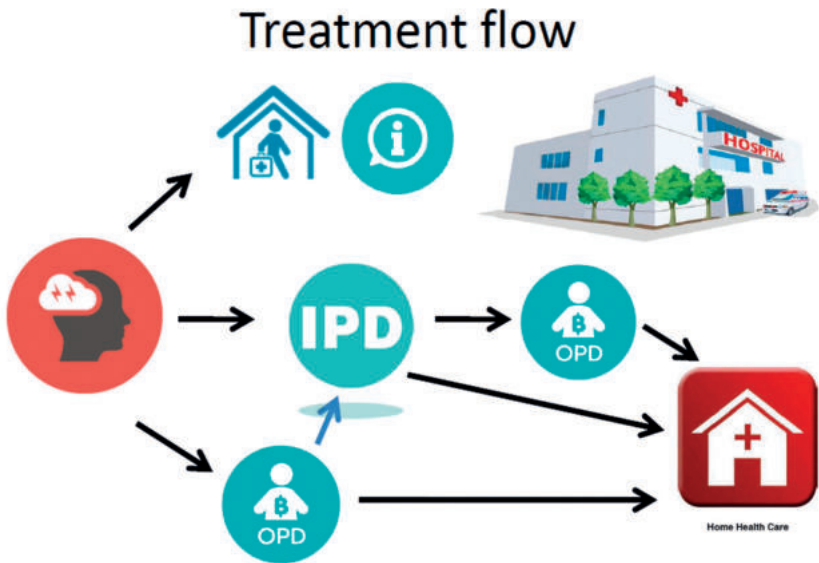 Treatment flow
i
HOSPITAL
IPD
฿
OPD
฿
OPD
Home Health Care